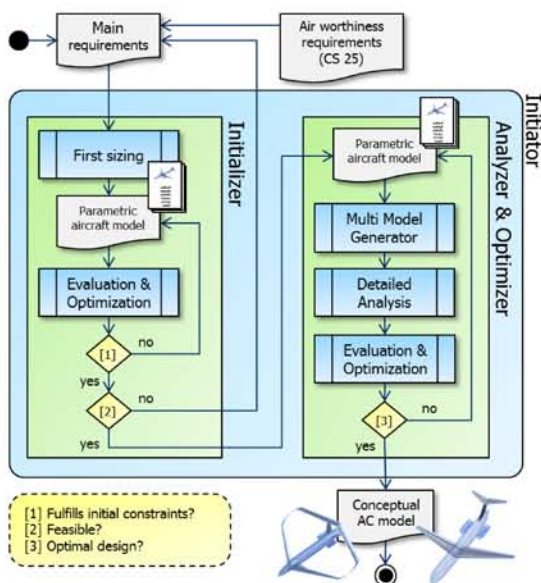 Main
requirements
Air worthiness
requirements
(CS 25)
Initiator
Initializer
First sizing
Parametric
aircraft model
Evaluation &
Optimization
[1]
no
yes
[2]
no
yes
Analyzer & Optimizer
Parametric
aircraft model
Multi Model
Generator
Detailed
Analysis
Evaluation &
Optimization
[3]
no
yes
Conceptual
AC model
[1] Fulfills initial constraints?
[2] Feasible?
[3] Optimal design?